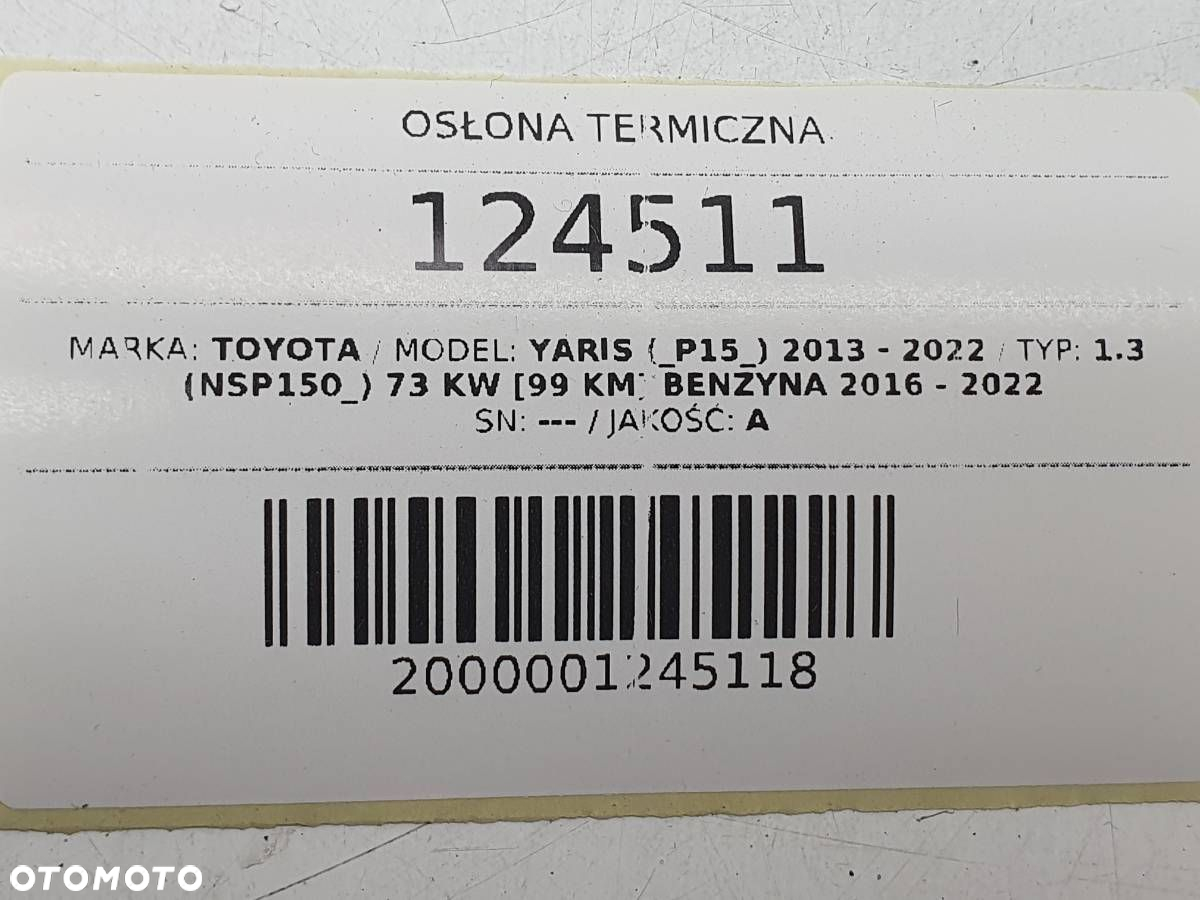 OSŁONA TERMICZNA
124511
MARKA: TOYOTA / MODEL: YARIS (_P15_) 2013 - 2022 / TYP: 1.3
(NSP150_) 73 KW [99 KM] BENZYNA 2016 - 2022
SN: --- / JAKOŚĆ: A
2000001245118
OTOMOTO